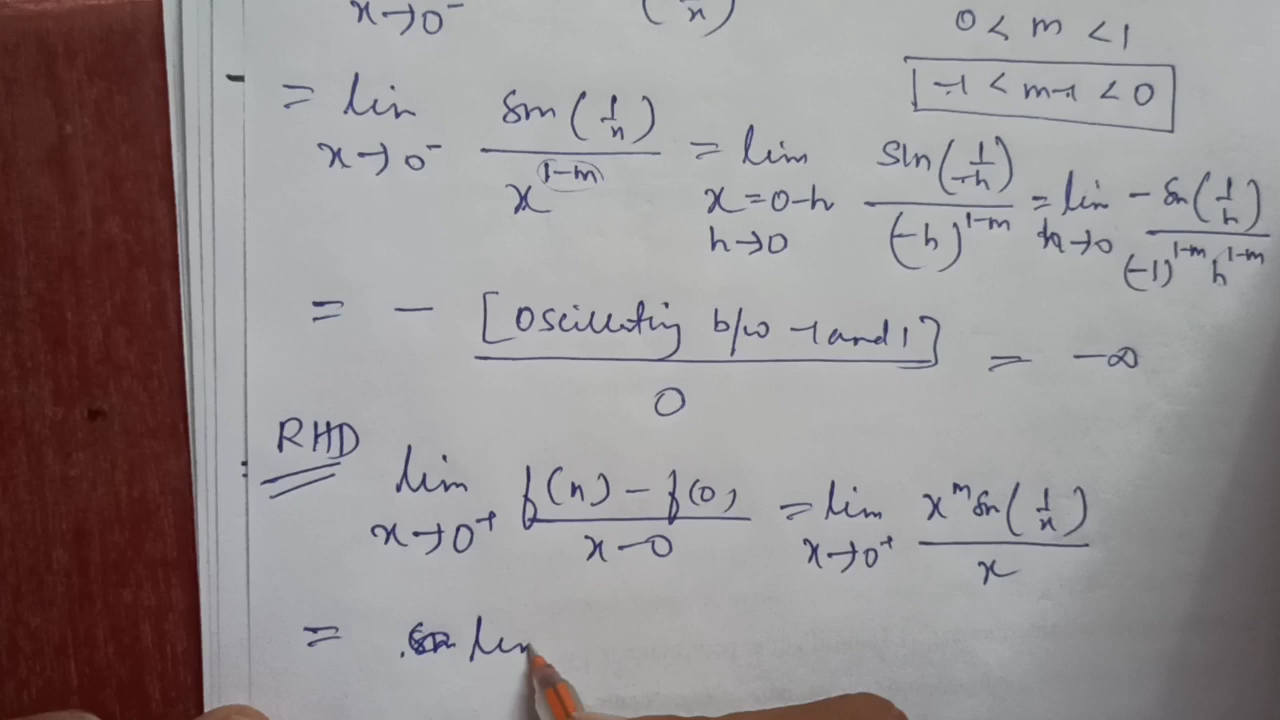 x→0⁻ (1/x)
0 < m < 1
-1 < m-1 < 0
= lim x→0⁻ sin(1/x) / x^(1-m) = lim x=0-h h→0 sin(1/-h) / (-h)^(1-m) = lim h→0 - sin(1/h) / (-1)^(1-m) h^(1-m)
= - [oscillating b/w -1 and 1] / 0 = -∞
RHD
lim x→0⁺ f(x) - f(0) / x-0 = lim x→0⁺ x^m sin(1/x) / x
= lim